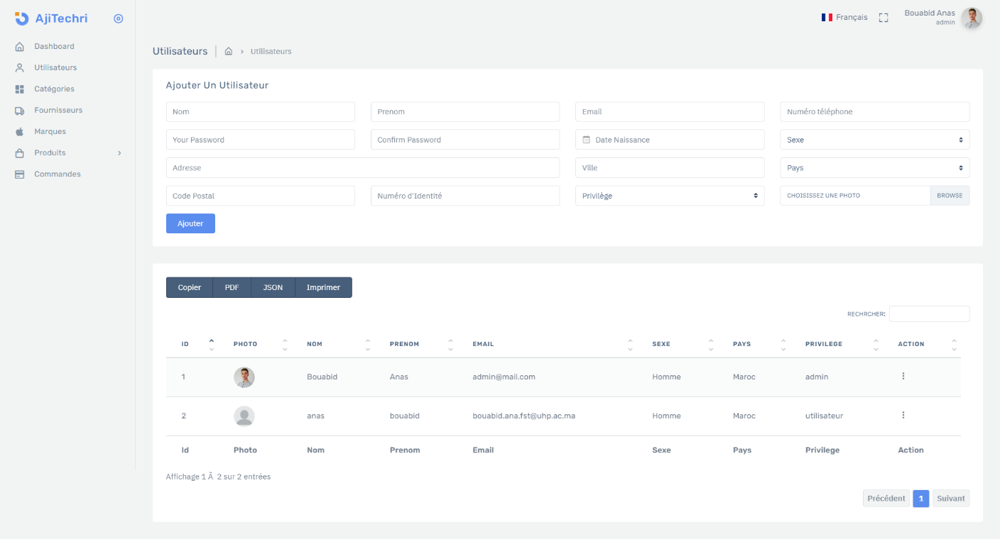 AjiTechri
Français
Bouabid Anas
admin
Dashboard
Utilisateurs
Catégories
Fournisseurs
Marques
Produits
Commandes
Utilisateurs
Utilisateurs
Ajouter Un Utilisateur
Nom Prenom Email Numéro téléphone
Your Password Confirm Password Date Naissance Sexe
Adresse Ville Pays
Code Postal Numéro d'Identité Privilège CHOISISSEZ UNE PHOTO BROWSE
Ajouter
Copier PDF JSON Imprimer
RECHRCHER:
ID PHOTO NOM PRENOM EMAIL SEXE PAYS PRIVILEGE ACTION
1 Bouabid Anas admin@mail.com Homme Maroc admin
2 anas bouabid bouabid.ana.fst@uhp.ac.ma Homme Maroc utilisateur
Id Photo Nom Prenom Email Sexe Pays Privilege Action
Affichage 1 Ã 2 sur 2 entrées
Précédent 1 Suivant